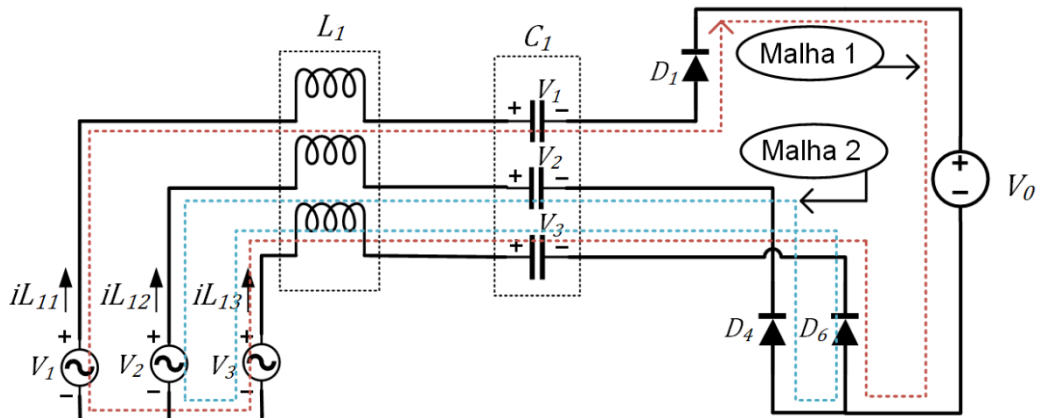 L₁
C₁
D₁
Malha 1
+ V₁ −
+ V₂ −
Malha 2
+ −
V₀
+ V₃ −
iL₁₁
iL₁₂
iL₁₃
D₄
D₆
+ V₁ −
+ V₂ −
+ V₃ −